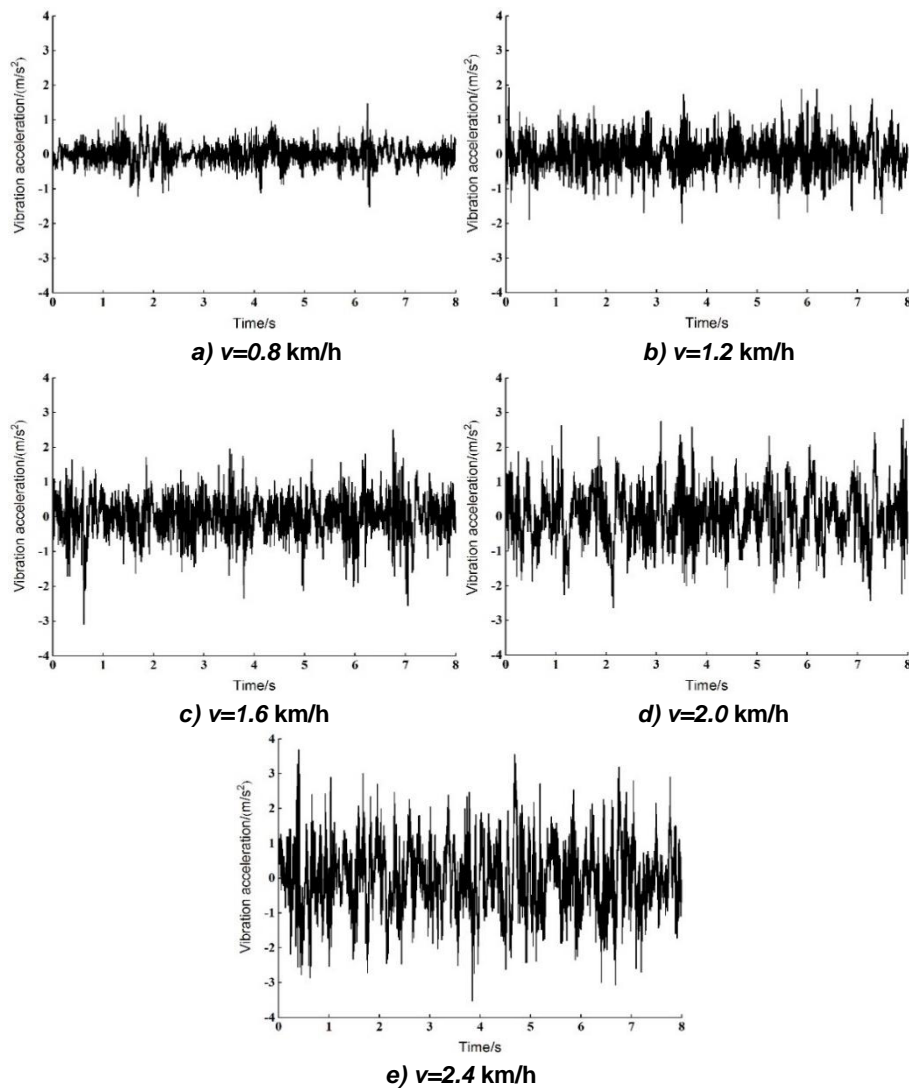 4
3
2
1
0
-1
-2
-3
-4
Vibration acceleration/(m/s²)
0 1 2 3 4 5 6 7 8
Time/s
a) v=0.8 km/h
4
3
2
1
0
-1
-2
-3
-4
Vibration acceleration/(m/s²)
0 1 2 3 4 5 6 7 8
Time/s
b) v=1.2 km/h
4
3
2
1
0
-1
-2
-3
-4
Vibration acceleration/(m/s²)
0 1 2 3 4 5 6 7 8
Time/s
c) v=1.6 km/h
4
3
2
1
0
-1
-2
-3
-4
Vibration acceleration/(m/s²)
0 1 2 3 4 5 6 7 8
Time/s
d) v=2.0 km/h
4
3
2
1
0
-1
-2
-3
-4
Vibration acceleration/(m/s²)
0 1 2 3 4 5 6 7 8
Time/s
e) v=2.4 km/h